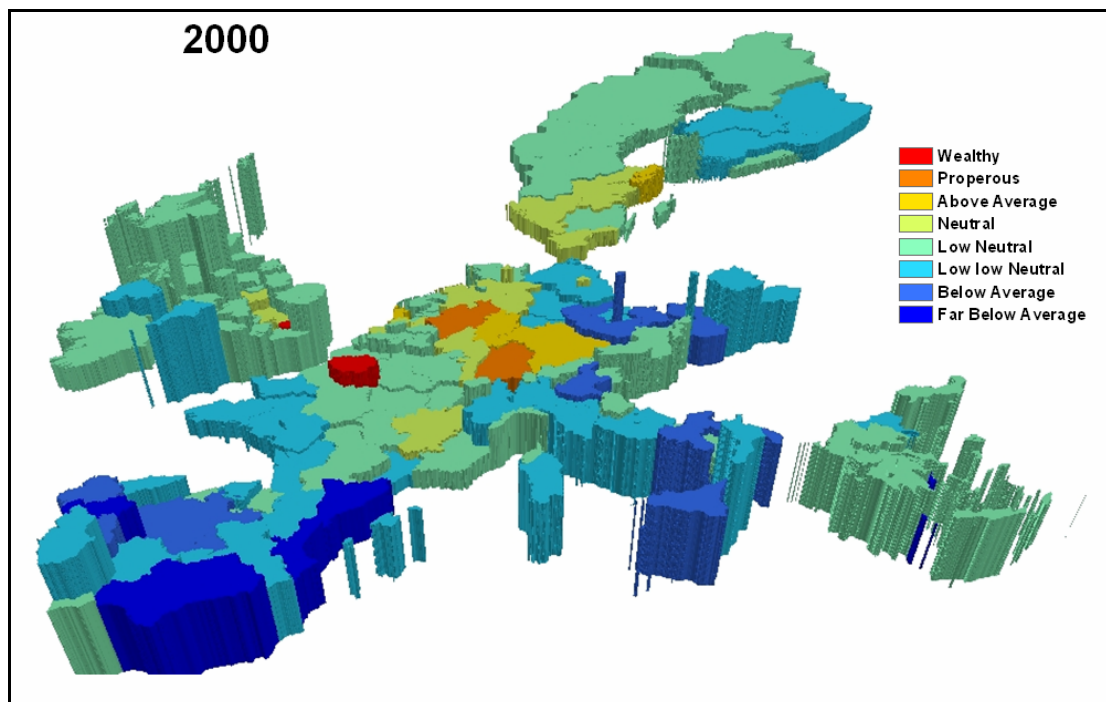 2000
Wealthy
Properous
Above Average
Neutral
Low Neutral
Low low Neutral
Below Average
Far Below Average